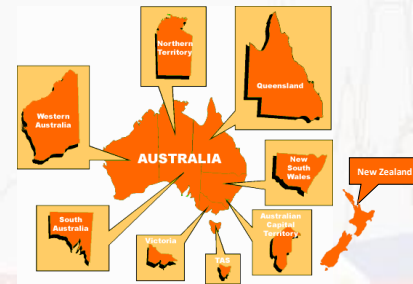 Northern
Territory
Queensland
Western
Australia
AUSTRALIA
New
South
Wales
New Zealand
South
Australia
Victoria
TAS
Australian
Capital
Territory